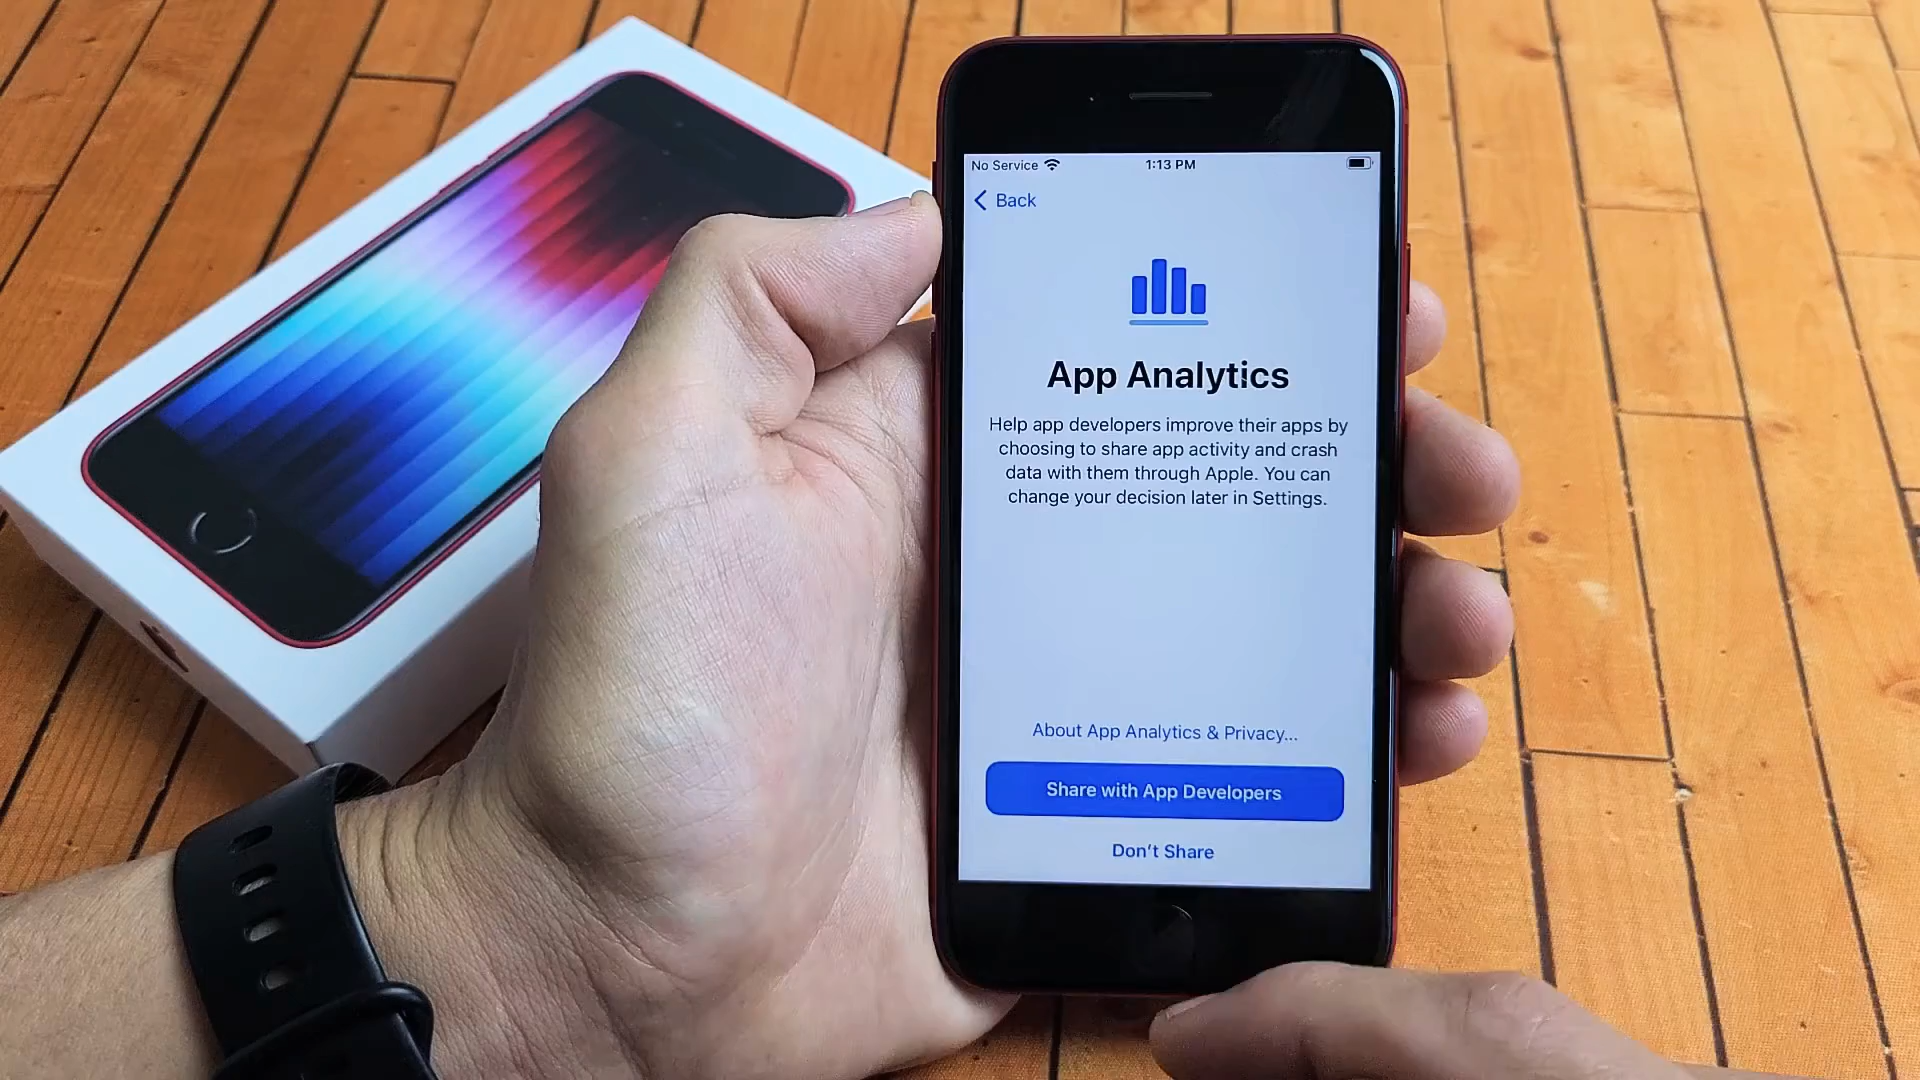 No Service 1:13 PM
Back
App Analytics
Help app developers improve their apps by
choosing to share app activity and crash
data with them through Apple. You can
change your decision later in Settings.
About App Analytics & Privacy...
Share with App Developers
Don't Share